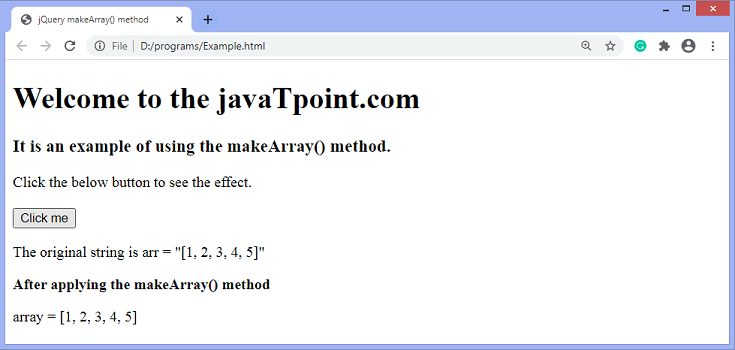 jQuery makeArray() method
File | D:/programs/Example.html
Welcome to the javaTpoint.com
It is an example of using the makeArray() method.
Click the below button to see the effect.
Click me
The original string is arr = "[1, 2, 3, 4, 5]"
After applying the makeArray() method
array = [1, 2, 3, 4, 5]